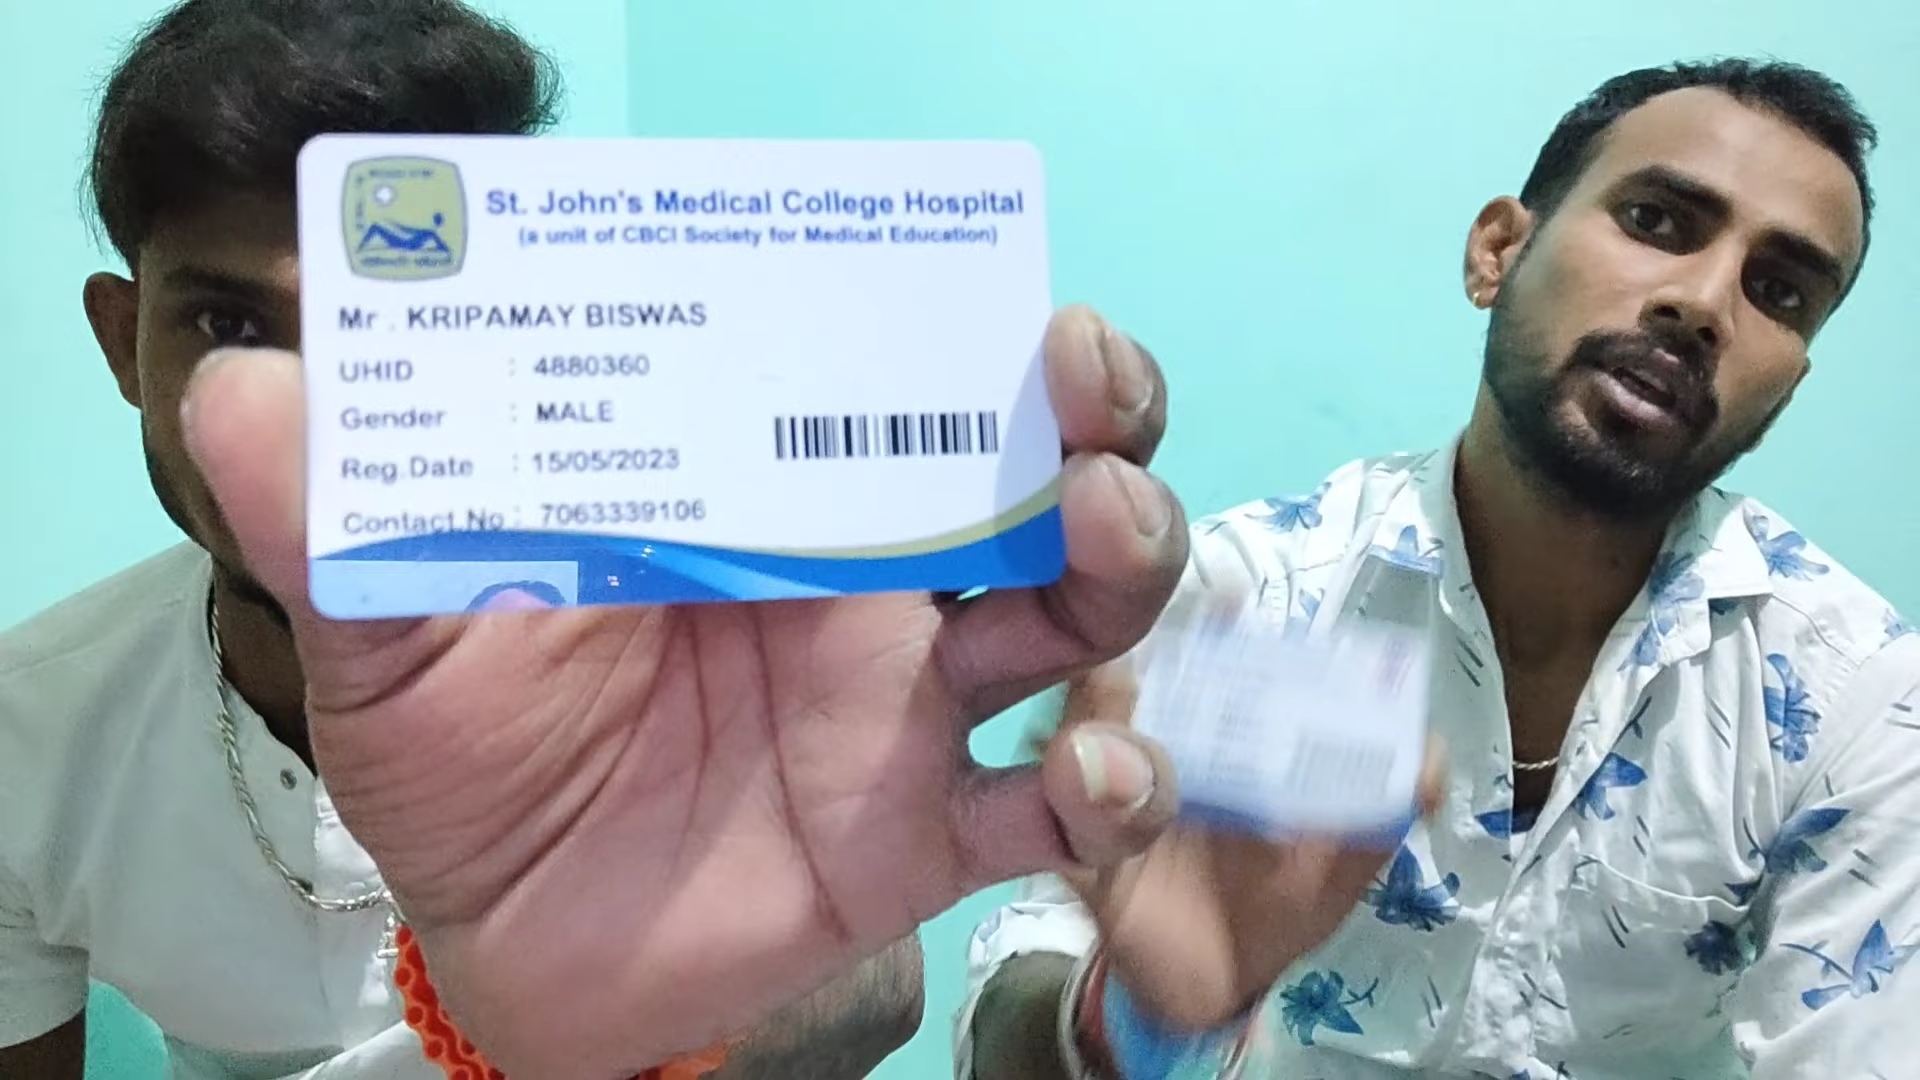 St. John's Medical College Hospital
(a unit of CBCI Society for Medical Education)
Mr . KRIPAMAY BISWAS
UHID : 4880360
Gender : MALE
Reg.Date : 15/05/2023
Contact.No : 7063339106